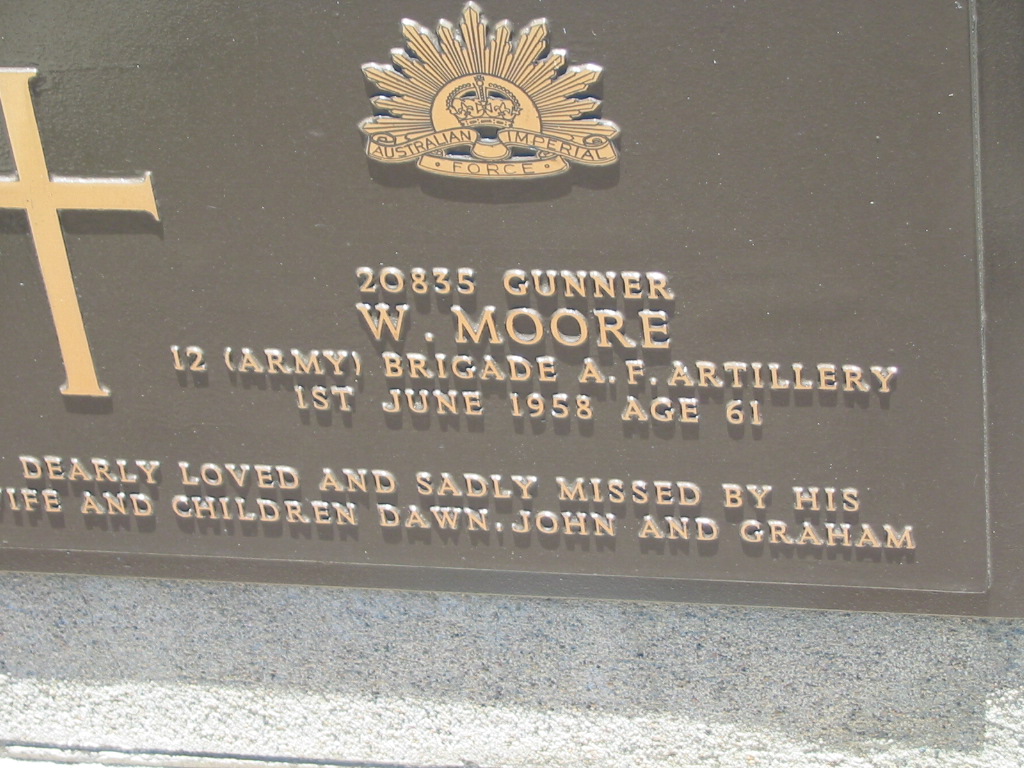 AUSTRALIAN IMPERIAL
FORCE
20835 GUNNER
W. MOORE
12 (ARMY) BRIGADE A.F. ARTILLERY
1ST JUNE 1958 AGE 61
DEARLY LOVED AND SADLY MISSED BY HIS
WIFE AND CHILDREN DAWN, JOHN AND GRAHAM